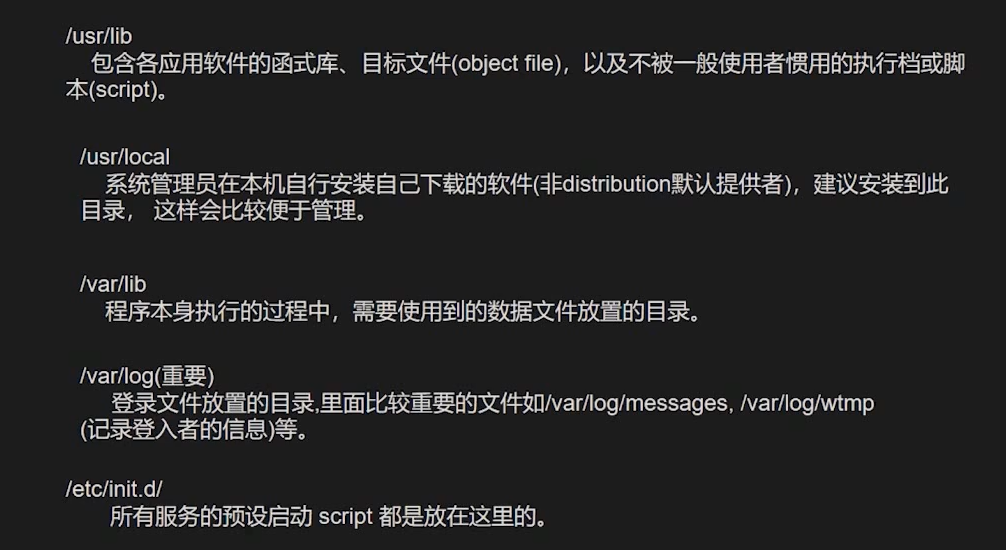 /usr/lib
包含各应用软件的函式库、目标文件(object file)，以及不被一般使用者惯用的执行档或脚
本(script)。
/usr/local
系统管理员在本机自行安装自己下载的软件(非distribution默认提供者)，建议安装到此
目录， 这样会比较便于管理。
/var/lib
程序本身执行的过程中，需要使用到的数据文件放置的目录。
/var/log(重要)
登录文件放置的目录,里面比较重要的文件如/var/log/messages, /var/log/wtmp
(记录登入者的信息)等。
/etc/init.d/
所有服务的预设启动 script 都是放在这里的。